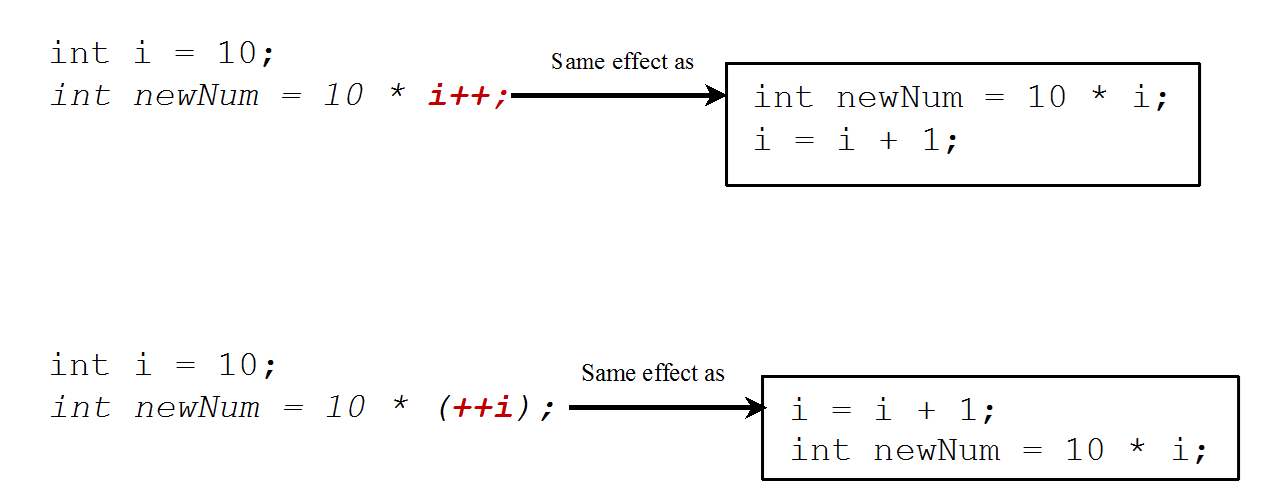 int i = 10;
int newNum = 10 * i++;
Same effect as
int newNum = 10 * i;
i = i + 1;
int i = 10;
int newNum = 10 * (++i);
Same effect as
i = i + 1;
int newNum = 10 * i;